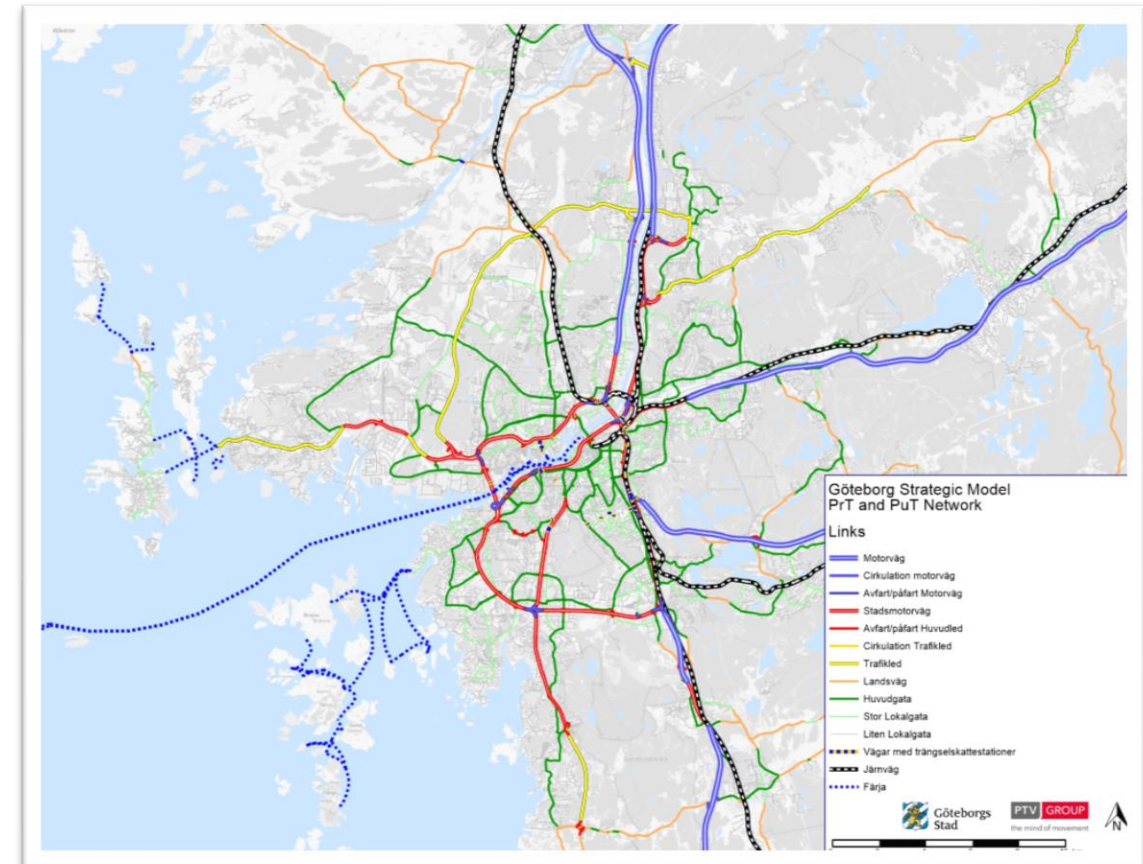 Göteborg Strategic Model
PrT and PuT Network
Links
Motorväg
Cirkulation motorväg
Avfart/påfart Motorväg
Stadsmotorväg
Avfart/påfart Huvudled
Cirkulation Trafikled
Trafikled
Landsväg
Huvudgata
Stor Lokalgata
Liten Lokalgata
Vägar med trängselskattestationer
Järnväg
Färja
Göteborgs
Stad
PTV GROUP
the mind of movement
N